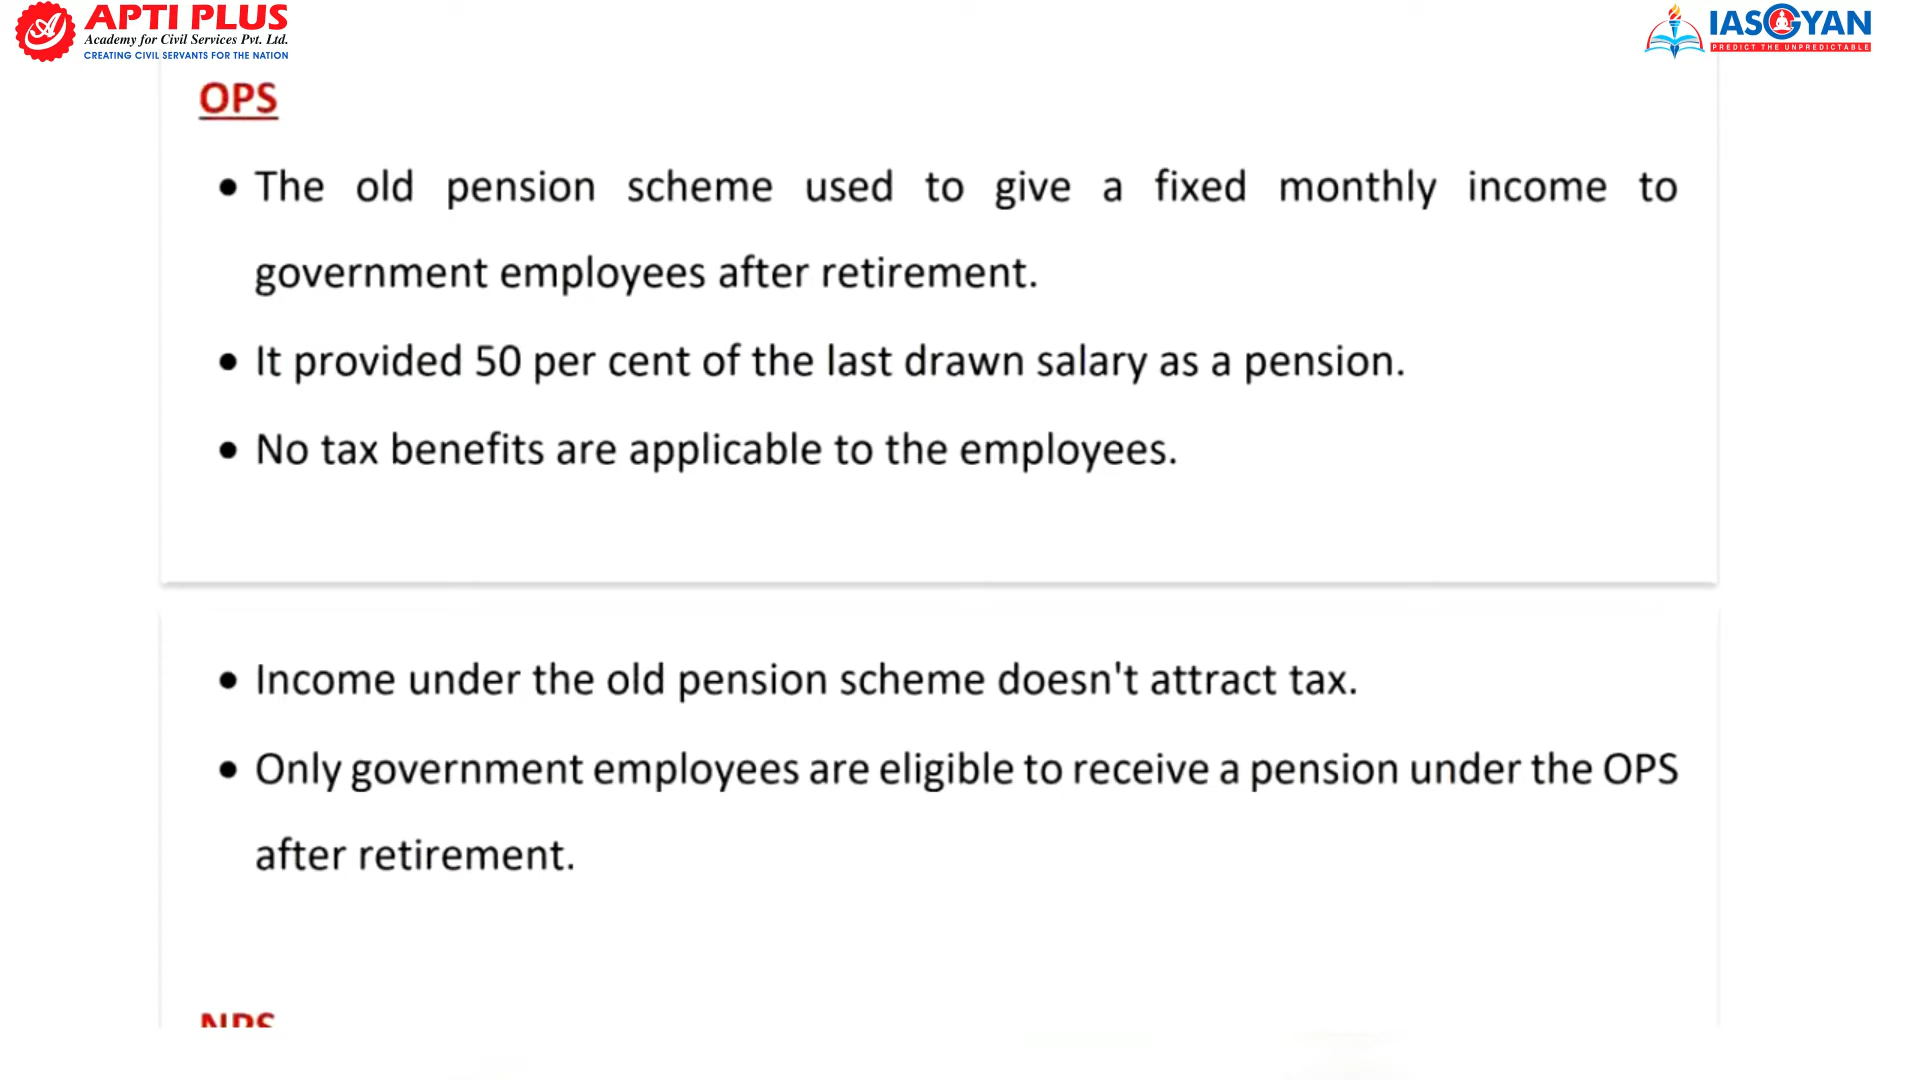 APTI PLUS
Academy for Civil Services Pvt. Ltd.
CREATING CIVIL SERVANTS FOR THE NATION
IASGYAN
PREDICT THE UNPREDICTABLE
OPS
• The old pension scheme used to give a fixed monthly income to
government employees after retirement.
• It provided 50 per cent of the last drawn salary as a pension.
• No tax benefits are applicable to the employees.
• Income under the old pension scheme doesn't attract tax.
• Only government employees are eligible to receive a pension under the OPS
after retirement.
NPS